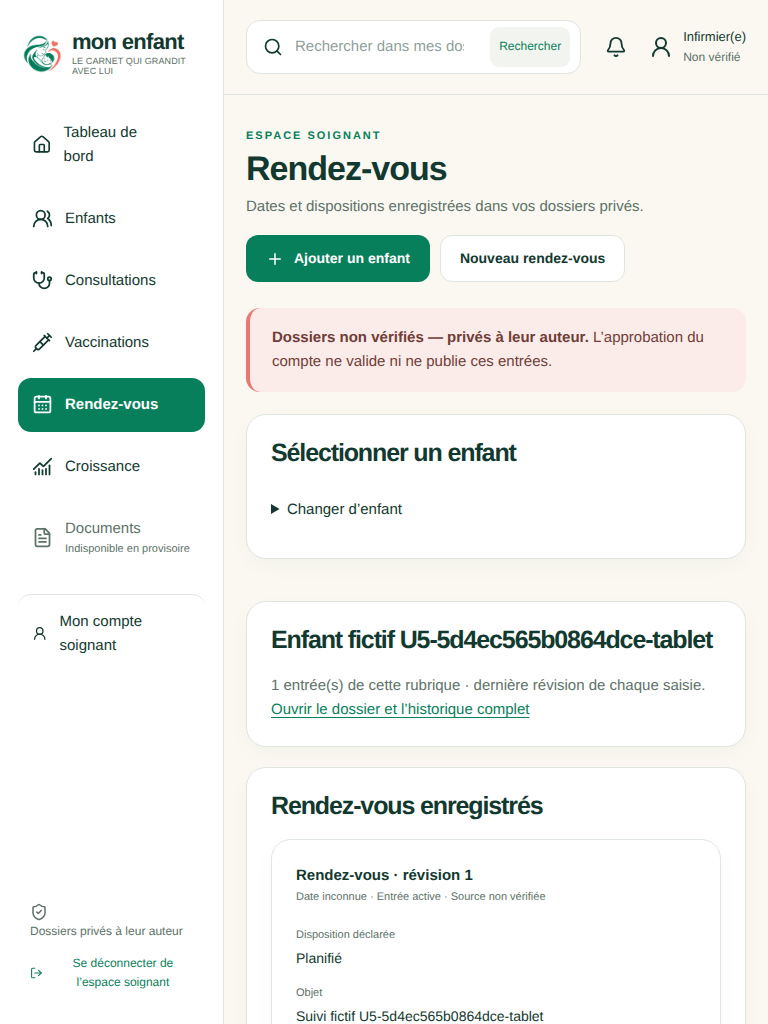 mon enfant
LE CARNET QUI GRANDIT
AVEC LUI
Tableau de
bord
Enfants
Consultations
Vaccinations
Rendez-vous
Croissance
Documents
Indisponible en provisoire
Mon compte
soignant
Dossiers privés à leur auteur
Se déconnecter de
l’espace soignant
Rechercher dans mes dos
Rechercher
Infirmier(e)
Non vérifié
ESPACE SOIGNANT
Rendez-vous
Dates et dispositions enregistrées dans vos dossiers privés.
Ajouter un enfant
Nouveau rendez-vous
Dossiers non vérifiés — privés à leur auteur. L’approbation du
compte ne valide ni ne publie ces entrées.
Sélectionner un enfant
Changer d’enfant
Enfant fictif U5-5d4ec565b0864dce-tablet
1 entrée(s) de cette rubrique · dernière révision de chaque saisie.
Ouvrir le dossier et l’historique complet
Rendez-vous enregistrés
Rendez-vous · révision 1
Date inconnue · Entrée active · Source non vérifiée
Disposition déclarée
Planifié
Objet
Suivi fictif U5-5d4ec565b0864dce-tablet